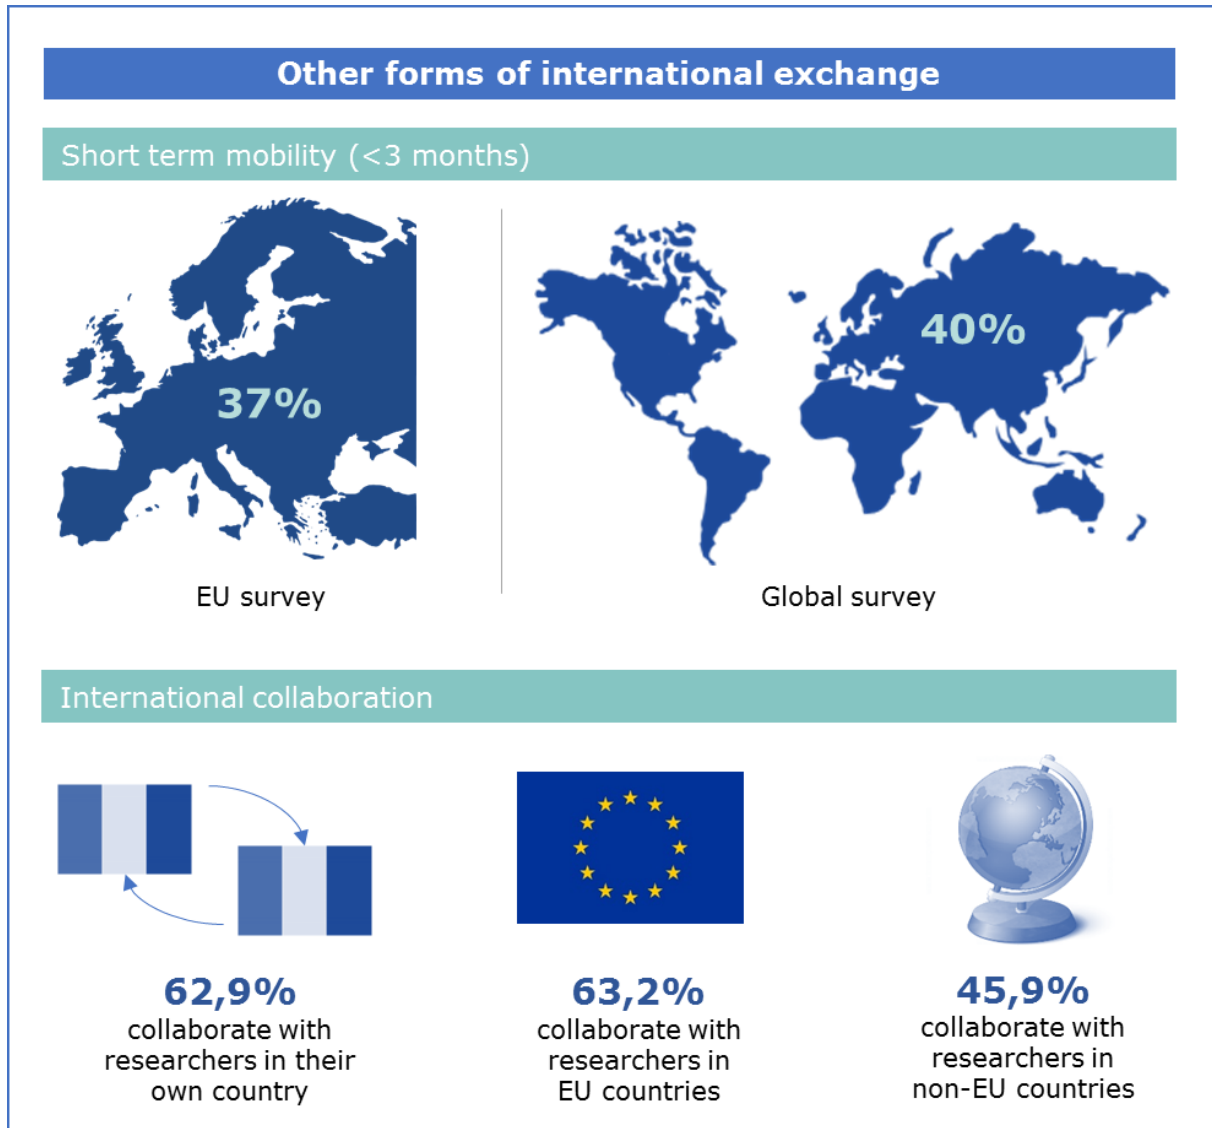 Other forms of international exchange
Short term mobility (<3 months)
37%
40%
EU survey
Global survey
International collaboration
62,9%
collaborate with
researchers in their
own country
63,2%
collaborate with
researchers in
EU countries
45,9%
collaborate with
researchers in
non-EU countries